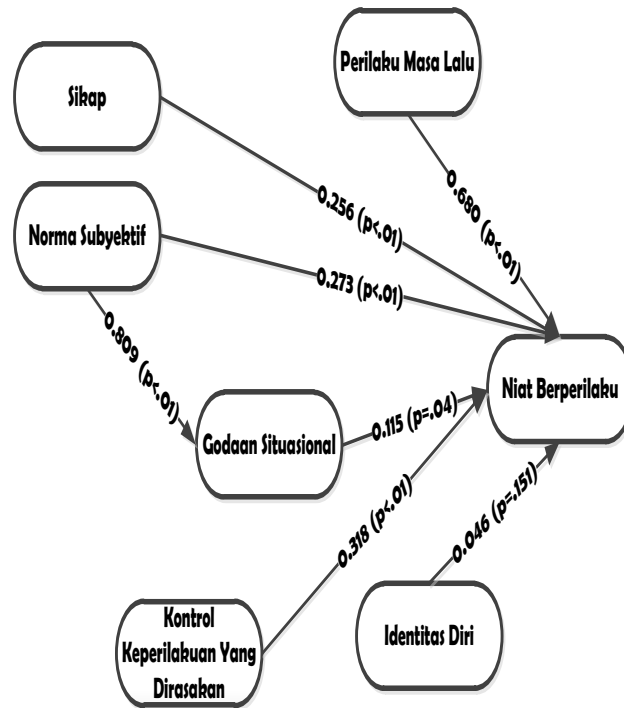 Perilaku Masa Lalu
Sikap
0.256 (p<.01)
0.680 (p<.01)
Norma Subyektif
0.273 (p<.01)
0.809 (p<.01)
Niat Berperilaku
Godaan Situasional
0.115 (p=.04)
0.318 (p<.01)
0.046 (p=.151)
Kontrol
Keperilakuan Yang
Dirasakan
Identitas Diri